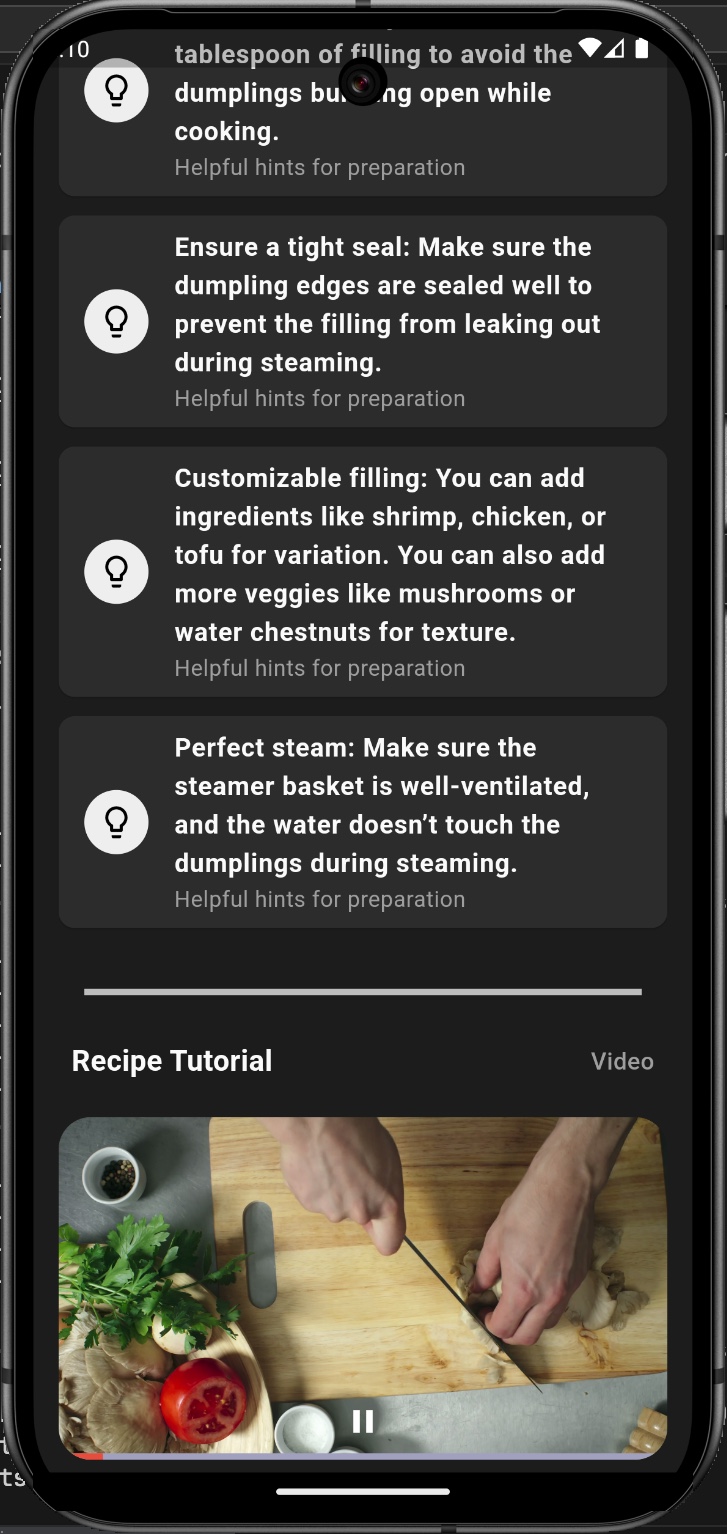 :10
tablespoon of filling to avoid the
dumplings bu ng open while
cooking.
Helpful hints for preparation
Ensure a tight seal: Make sure the
dumpling edges are sealed well to
prevent the filling from leaking out
during steaming.
Helpful hints for preparation
Customizable filling: You can add
ingredients like shrimp, chicken, or
tofu for variation. You can also add
more veggies like mushrooms or
water chestnuts for texture.
Helpful hints for preparation
Perfect steam: Make sure the
steamer basket is well-ventilated,
and the water doesn’t touch the
dumplings during steaming.
Helpful hints for preparation
Recipe Tutorial
Video
ts